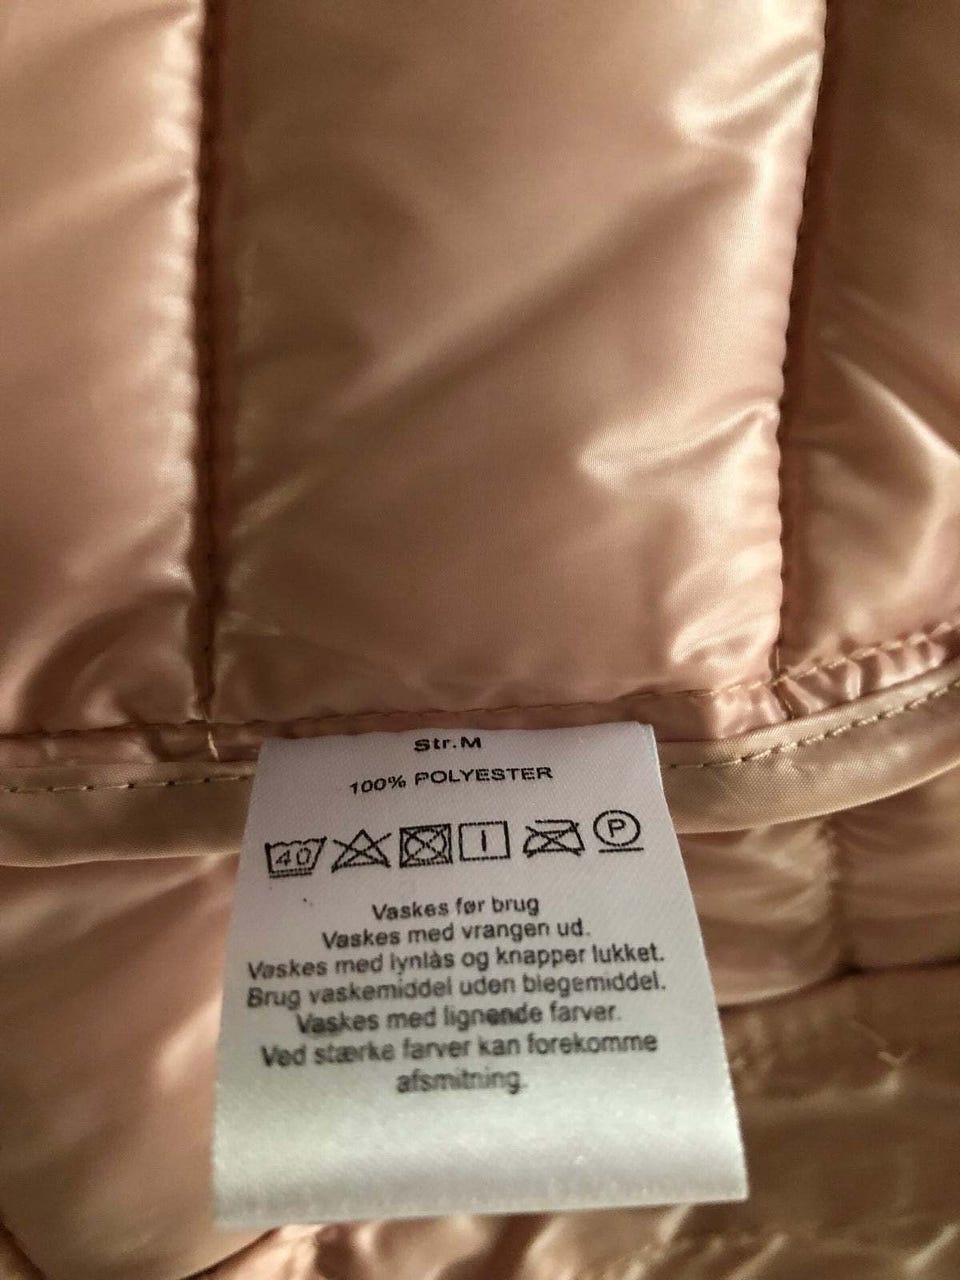 Str.M
100% POLYESTER
40 P
Vaskes før brug
Vaskes med vrangen ud.
Vaskes med lynlås og knapper lukket.
Brug vaskemiddel uden blegemiddel.
Vaskes med lignende farver.
Ved stærke farver kan forekomme
afsmitning.